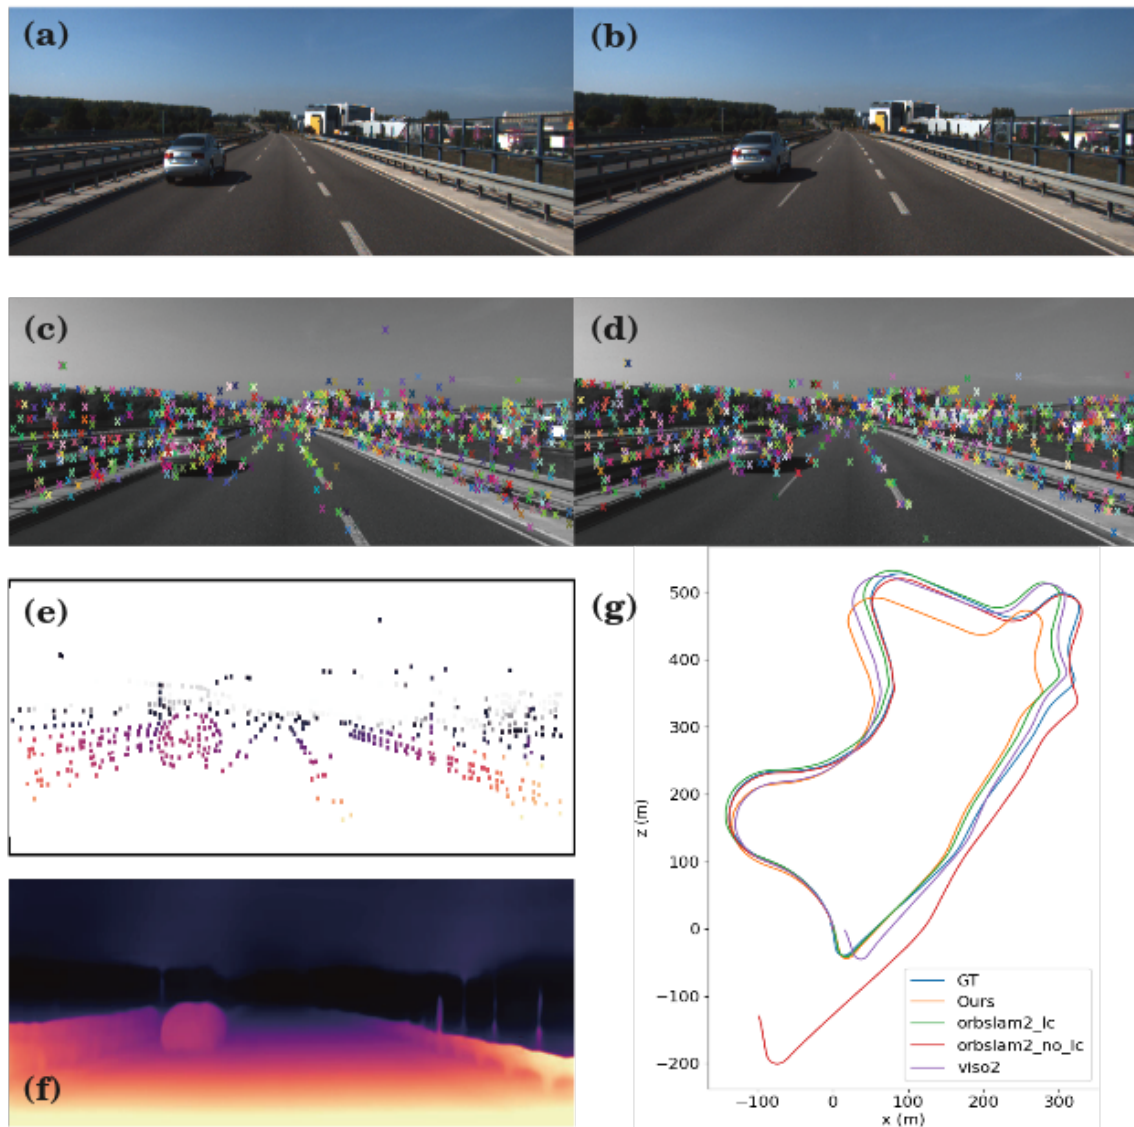 (a)
(b)
(c)
(d)
(e)
(g)
500
400
300
200
100
0
−100
−200
z (m)
GT
Ours
orbslam2_lc
orbslam2_no_lc
viso2
−100 0 100 200 300
x (m)
(f)